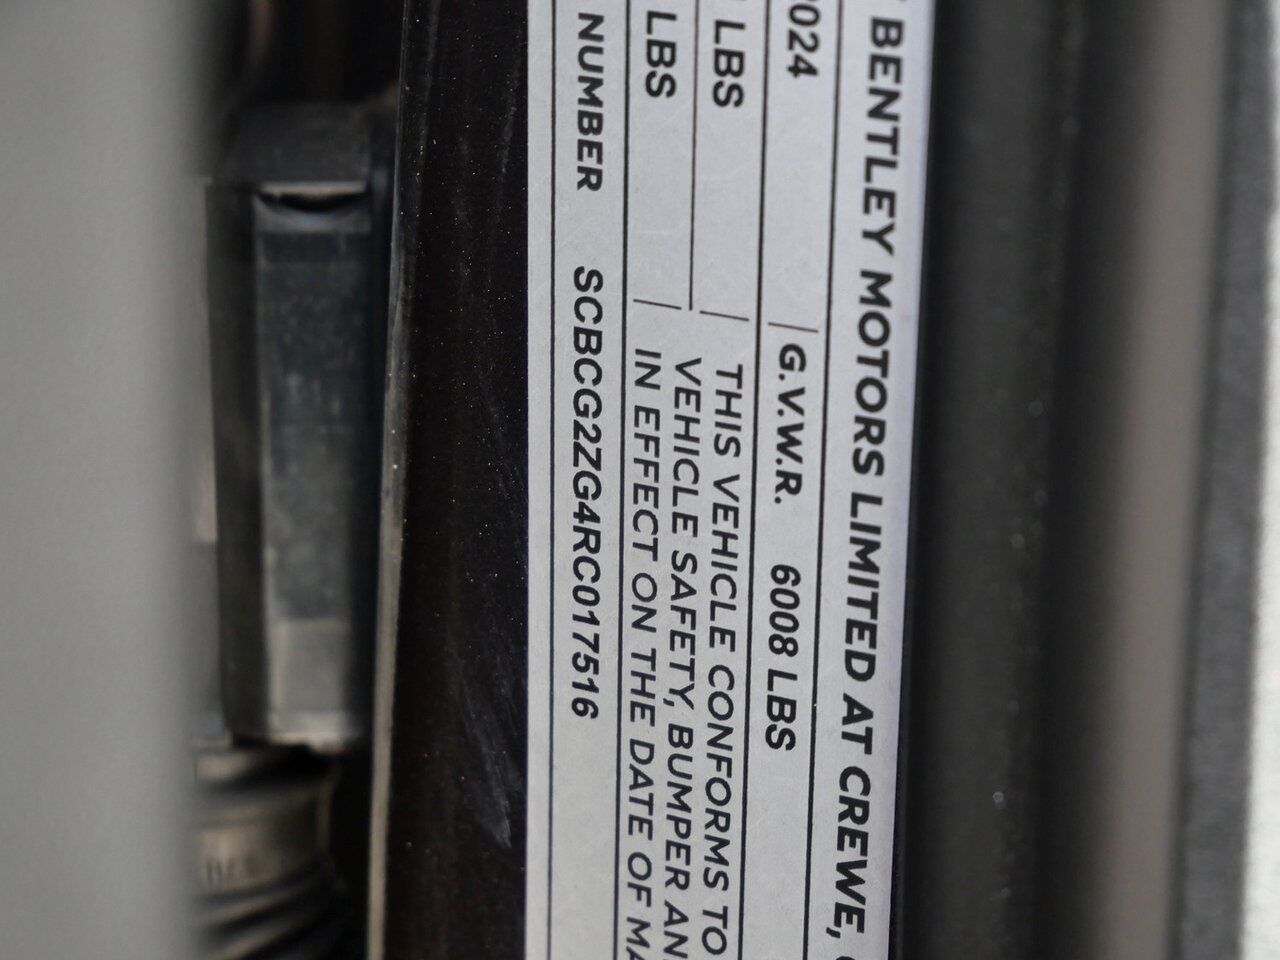 BENTLEY MOTORS LIMITED AT CREWE,
2024 G.V.W.R. 6008 LBS
LBS THIS VEHICLE CONFORMS TO
VEHICLE SAFETY, BUMPER AN
LBS IN EFFECT ON THE DATE OF MA
NUMBER SCBCG2ZG4RC017516